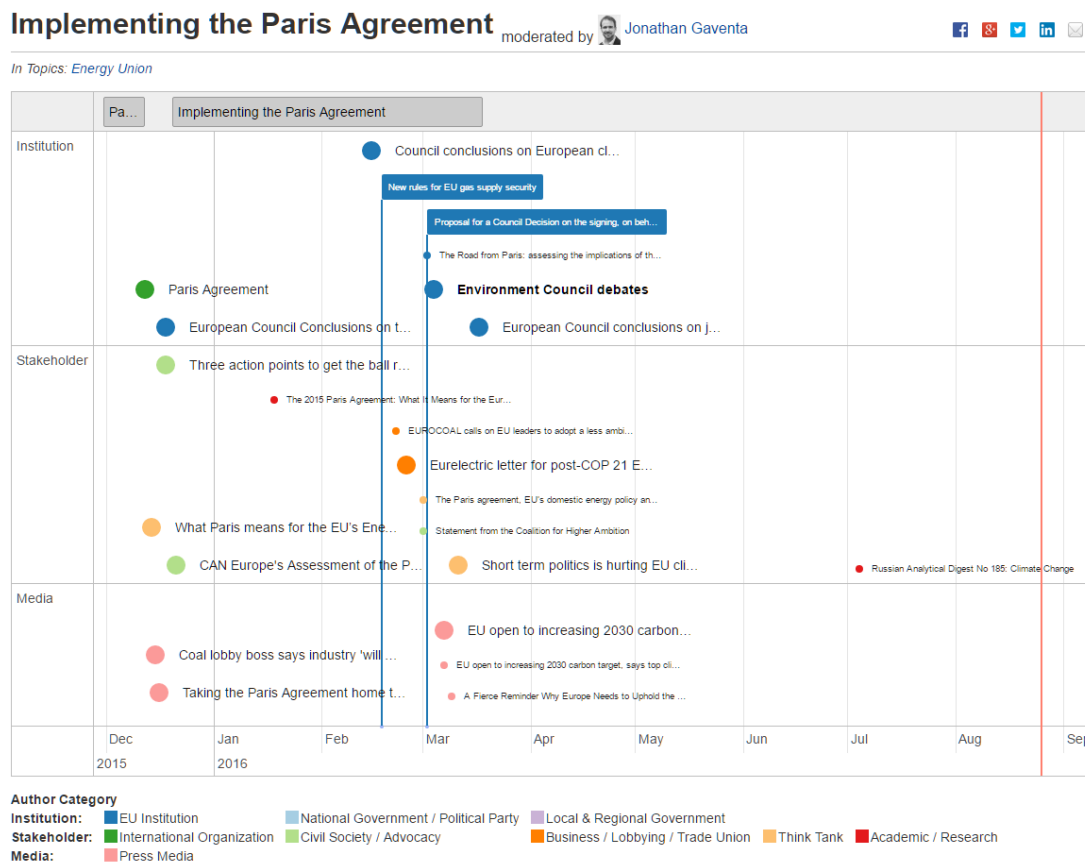 Implementing the Paris Agreement moderated by Jonathan Gaventa
In Topics: Energy Union
Pa...
Implementing the Paris Agreement
Institution
Council conclusions on European cl...
New rules for EU gas supply security
Proposal for a Council Decision on the signing, on beh...
The Road from Paris: assessing the implications of th...
Paris Agreement
Environment Council debates
European Council Conclusions on t...
European Council conclusions on j...
Stakeholder
Three action points to get the ball r...
The 2015 Paris Agreement: What It Means for the Eur...
EUROCOAL calls on EU leaders to adopt a less ambi...
Eurelectric letter for post-COP 21 E...
The Paris agreement, EU's domestic energy policy an...
What Paris means for the EU's Ene...
Statement from the Coalition for Higher Ambition
CAN Europe's Assessment of the P...
Short term politics is hurting EU cli...
Russian Analytical Digest No 185: Climate Change
Media
EU open to increasing 2030 carbon...
Coal lobby boss says industry 'will ...
EU open to increasing 2030 carbon target, says top cli...
Taking the Paris Agreement home t...
A Fierce Reminder Why Europe Needs to Uphold the ...
Dec Jan Feb Mar Apr May Jun Jul Aug Sep
2015 2016
Author Category
Institution: EU Institution National Government / Political Party Local & Regional Government
Stakeholder: International Organization Civil Society / Advocacy Business / Lobbying / Trade Union Think Tank Academic / Research
Media: Press Media